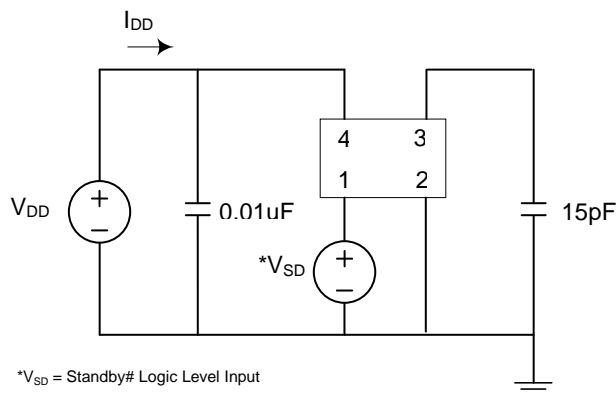 I_DD
4 3
1 2
V_DD
+
−
0.01uF
15pF
*V_SD
+
−
*V_SD = Standby# Logic Level Input